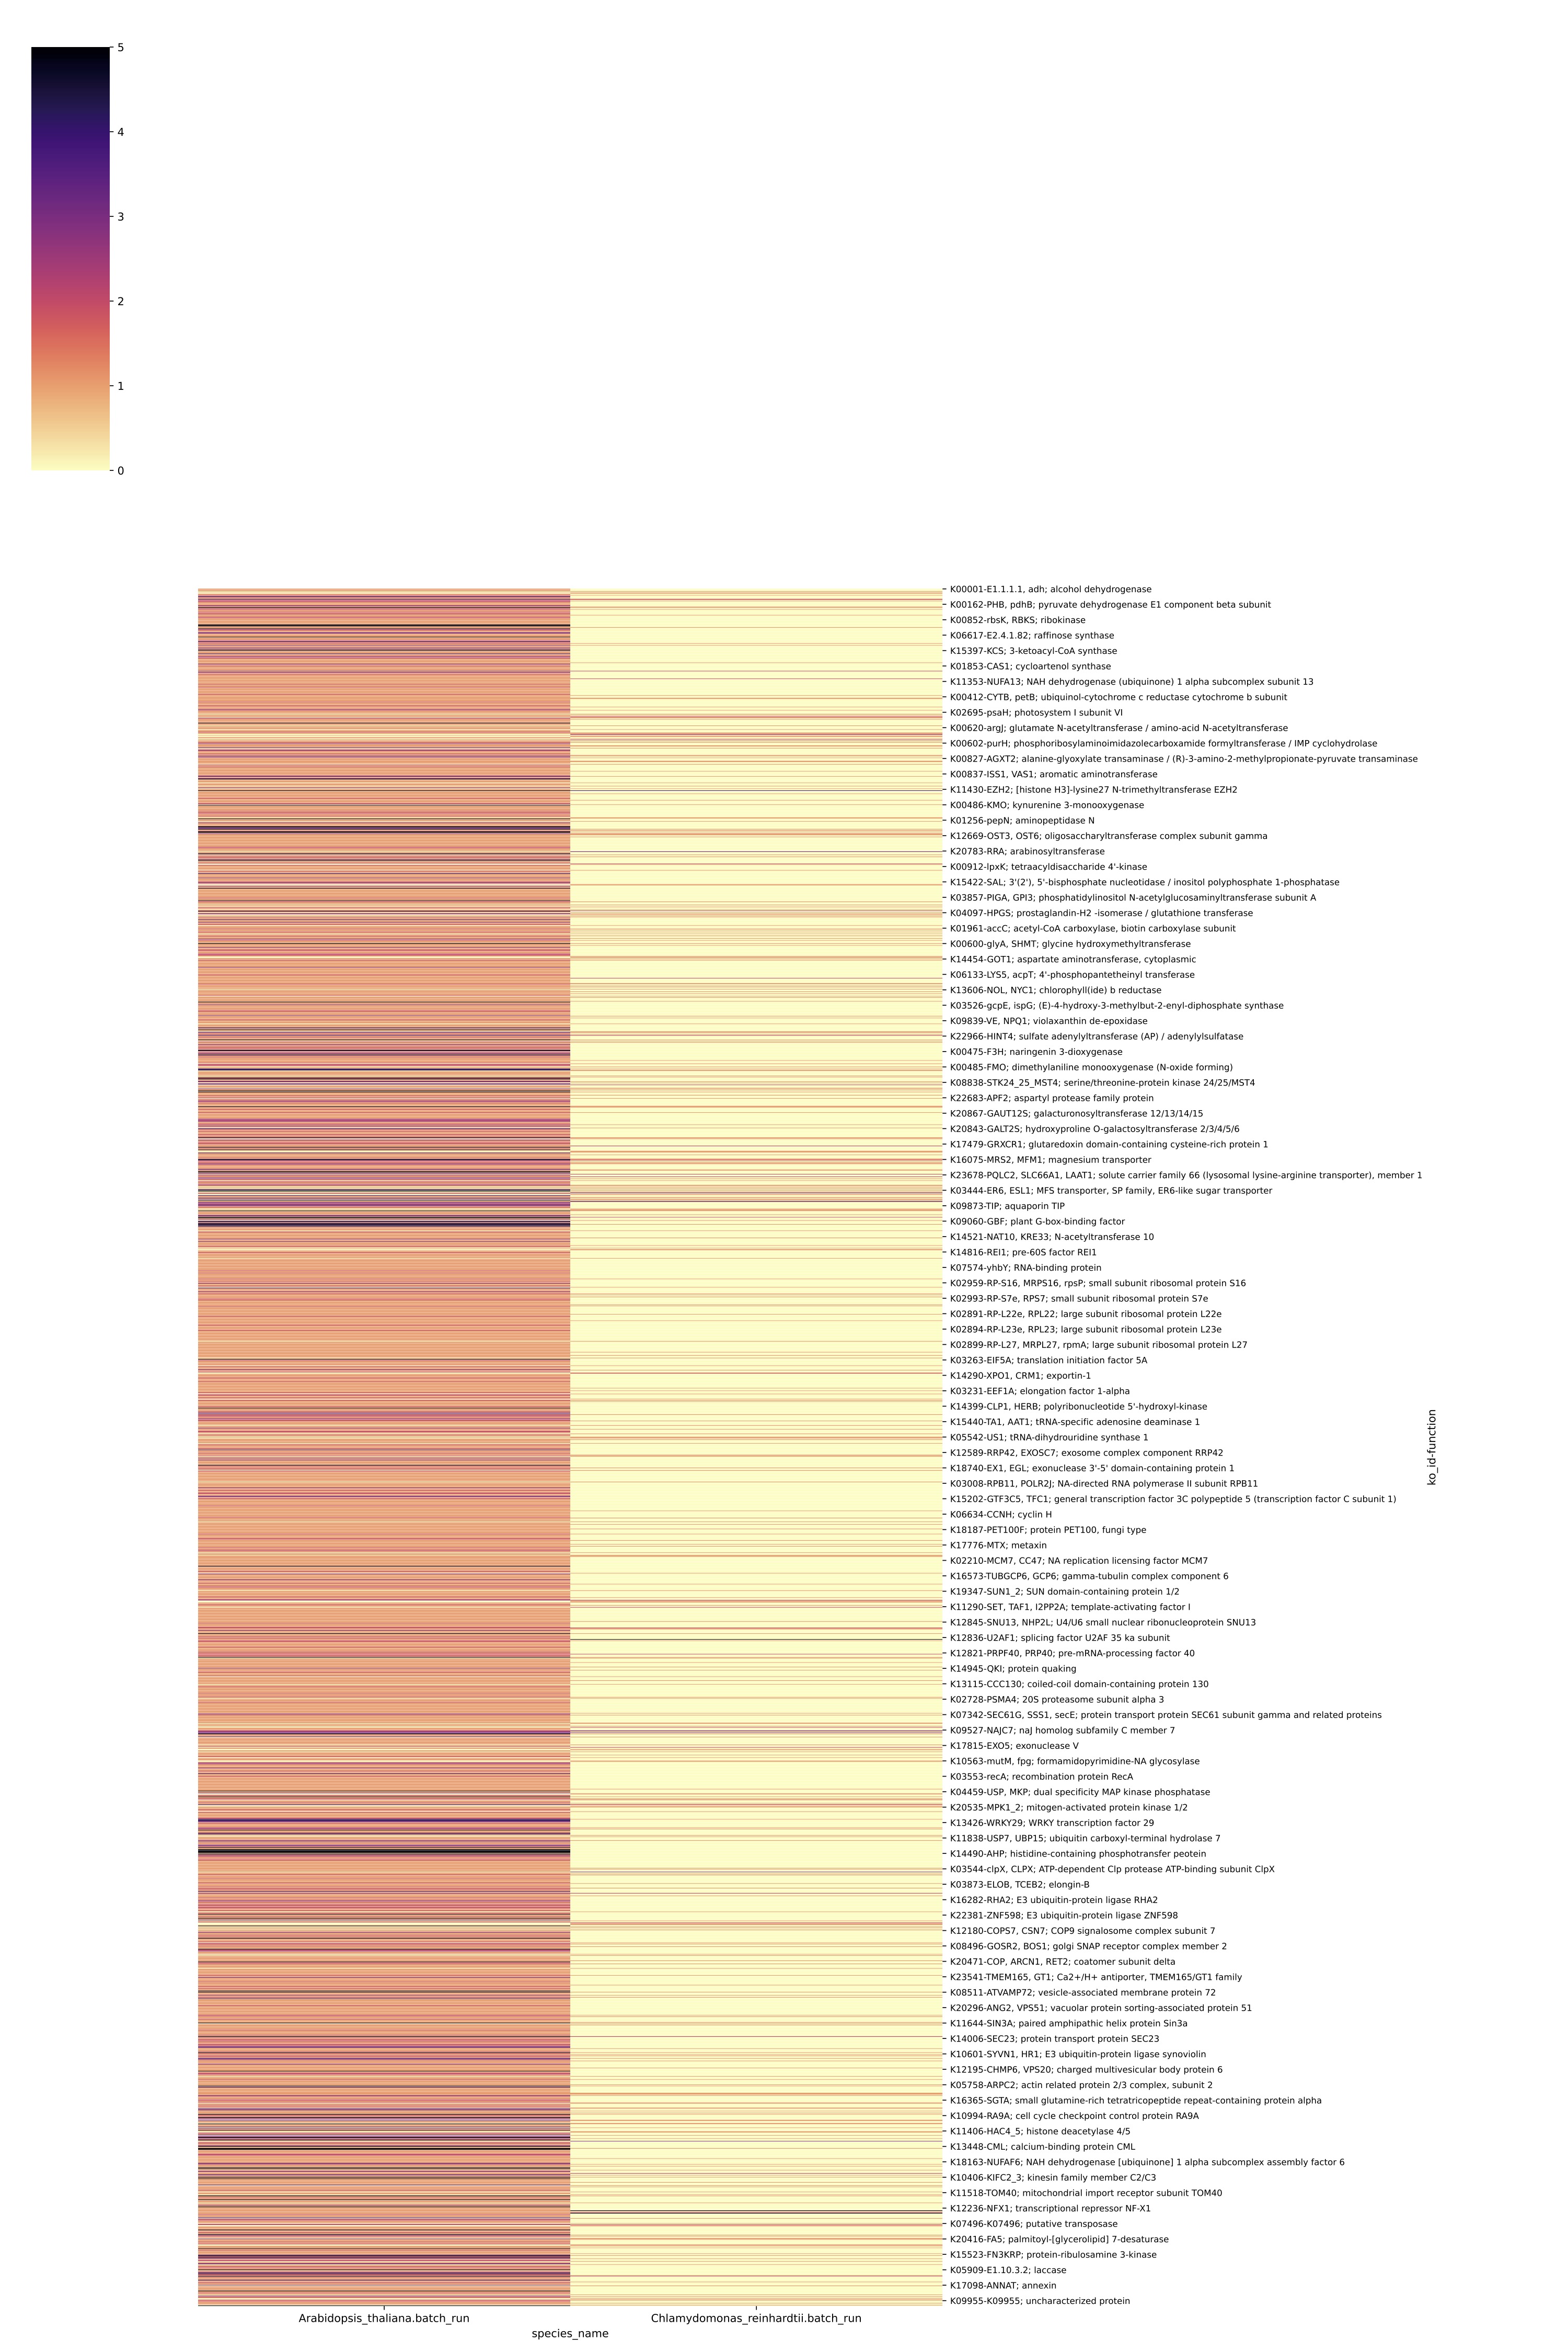 5
4
3
2
1
0
K00001-E1.1.1.1, adh; alcohol dehydrogenase
K00162-PHB, pdhB; pyruvate dehydrogenase E1 component beta subunit
K00852-rbsK, RBKS; ribokinase
K06617-E2.4.1.82; raffinose synthase
K15397-KCS; 3-ketoacyl-CoA synthase
K01853-CAS1; cycloartenol synthase
K11353-NUFA13; NAH dehydrogenase (ubiquinone) 1 alpha subcomplex subunit 13
K00412-CYTB, petB; ubiquinol-cytochrome c reductase cytochrome b subunit
K02695-psaH; photosystem I subunit VI
K00620-argJ; glutamate N-acetyltransferase / amino-acid N-acetyltransferase
K00602-purH; phosphoribosylaminoimidazolecarboxamide formyltransferase / IMP cyclohydrolase
K00827-AGXT2; alanine-glyoxylate transaminase / (R)-3-amino-2-methylpropionate-pyruvate transaminase
K00837-ISS1, VAS1; aromatic aminotransferase
K11430-EZH2; [histone H3]-lysine27 N-trimethyltransferase EZH2
K00486-KMO; kynurenine 3-monooxygenase
K01256-pepN; aminopeptidase N
K12669-OST3, OST6; oligosaccharyltransferase complex subunit gamma
K20783-RRA; arabinosyltransferase
K00912-lpxK; tetraacyldisaccharide 4'-kinase
K15422-SAL; 3'(2'), 5'-bisphosphate nucleotidase / inositol polyphosphate 1-phosphatase
K03857-PIGA, GPI3; phosphatidylinositol N-acetylglucosaminyltransferase subunit A
K04097-HPGS; prostaglandin-H2 -isomerase / glutathione transferase
K01961-accC; acetyl-CoA carboxylase, biotin carboxylase subunit
K00600-glyA, SHMT; glycine hydroxymethyltransferase
K14454-GOT1; aspartate aminotransferase, cytoplasmic
K06133-LYS5, acpT; 4'-phosphopantetheinyl transferase
K13606-NOL, NYC1; chlorophyll(ide) b reductase
K03526-gcpE, ispG; (E)-4-hydroxy-3-methylbut-2-enyl-diphosphate synthase
K09839-VE, NPQ1; violaxanthin de-epoxidase
K22966-HINT4; sulfate adenylyltransferase (AP) / adenylylsulfatase
K00475-F3H; naringenin 3-dioxygenase
K00485-FMO; dimethylaniline monooxygenase (N-oxide forming)
K08838-STK24_25_MST4; serine/threonine-protein kinase 24/25/MST4
K22683-APF2; aspartyl protease family protein
K20867-GAUT12S; galacturonosyltransferase 12/13/14/15
K20843-GALT2S; hydroxyproline O-galactosyltransferase 2/3/4/5/6
K17479-GRXCR1; glutaredoxin domain-containing cysteine-rich protein 1
K16075-MRS2, MFM1; magnesium transporter
K23678-PQLC2, SLC66A1, LAAT1; solute carrier family 66 (lysosomal lysine-arginine transporter), member 1
K03444-ER6, ESL1; MFS transporter, SP family, ER6-like sugar transporter
K09873-TIP; aquaporin TIP
K09060-GBF; plant G-box-binding factor
K14521-NAT10, KRE33; N-acetyltransferase 10
K14816-REI1; pre-60S factor REI1
K07574-yhbY; RNA-binding protein
K02959-RP-S16, MRPS16, rpsP; small subunit ribosomal protein S16
K02993-RP-S7e, RPS7; small subunit ribosomal protein S7e
K02891-RP-L22e, RPL22; large subunit ribosomal protein L22e
K02894-RP-L23e, RPL23; large subunit ribosomal protein L23e
K02899-RP-L27, MRPL27, rpmA; large subunit ribosomal protein L27
K03263-EIF5A; translation initiation factor 5A
K14290-XPO1, CRM1; exportin-1
K03231-EEF1A; elongation factor 1-alpha
K14399-CLP1, HERB; polyribonucleotide 5'-hydroxyl-kinase
K15440-TA1, AAT1; tRNA-specific adenosine deaminase 1
K05542-US1; tRNA-dihydrouridine synthase 1
K12589-RRP42, EXOSC7; exosome complex component RRP42
K18740-EX1, EGL; exonuclease 3'-5' domain-containing protein 1
K03008-RPB11, POLR2J; NA-directed RNA polymerase II subunit RPB11
K15202-GTF3C5, TFC1; general transcription factor 3C polypeptide 5 (transcription factor C subunit 1)
K06634-CCNH; cyclin H
K18187-PET100F; protein PET100, fungi type
K17776-MTX; metaxin
K02210-MCM7, CC47; NA replication licensing factor MCM7
K16573-TUBGCP6, GCP6; gamma-tubulin complex component 6
K19347-SUN1_2; SUN domain-containing protein 1/2
K11290-SET, TAF1, I2PP2A; template-activating factor I
K12845-SNU13, NHP2L; U4/U6 small nuclear ribonucleoprotein SNU13
K12836-U2AF1; splicing factor U2AF 35 ka subunit
K12821-PRPF40, PRP40; pre-mRNA-processing factor 40
K14945-QKI; protein quaking
K13115-CCC130; coiled-coil domain-containing protein 130
K02728-PSMA4; 20S proteasome subunit alpha 3
K07342-SEC61G, SSS1, secE; protein transport protein SEC61 subunit gamma and related proteins
K09527-NAJC7; naJ homolog subfamily C member 7
K17815-EXO5; exonuclease V
K10563-mutM, fpg; formamidopyrimidine-NA glycosylase
K03553-recA; recombination protein RecA
K04459-USP, MKP; dual specificity MAP kinase phosphatase
K20535-MPK1_2; mitogen-activated protein kinase 1/2
K13426-WRKY29; WRKY transcription factor 29
K11838-USP7, UBP15; ubiquitin carboxyl-terminal hydrolase 7
K14490-AHP; histidine-containing phosphotransfer peotein
K03544-clpX, CLPX; ATP-dependent Clp protease ATP-binding subunit ClpX
K03873-ELOB, TCEB2; elongin-B
K16282-RHA2; E3 ubiquitin-protein ligase RHA2
K22381-ZNF598; E3 ubiquitin-protein ligase ZNF598
K12180-COPS7, CSN7; COP9 signalosome complex subunit 7
K08496-GOSR2, BOS1; golgi SNAP receptor complex member 2
K20471-COP, ARCN1, RET2; coatomer subunit delta
K23541-TMEM165, GT1; Ca2+/H+ antiporter, TMEM165/GT1 family
K08511-ATVAMP72; vesicle-associated membrane protein 72
K20296-ANG2, VPS51; vacuolar protein sorting-associated protein 51
K11644-SIN3A; paired amphipathic helix protein Sin3a
K14006-SEC23; protein transport protein SEC23
K10601-SYVN1, HR1; E3 ubiquitin-protein ligase synoviolin
K12195-CHMP6, VPS20; charged multivesicular body protein 6
K05758-ARPC2; actin related protein 2/3 complex, subunit 2
K16365-SGTA; small glutamine-rich tetratricopeptide repeat-containing protein alpha
K10994-RA9A; cell cycle checkpoint control protein RA9A
K11406-HAC4_5; histone deacetylase 4/5
K13448-CML; calcium-binding protein CML
K18163-NUFAF6; NAH dehydrogenase [ubiquinone] 1 alpha subcomplex assembly factor 6
K10406-KIFC2_3; kinesin family member C2/C3
K11518-TOM40; mitochondrial import receptor subunit TOM40
K12236-NFX1; transcriptional repressor NF-X1
K07496-K07496; putative transposase
K20416-FA5; palmitoyl-[glycerolipid] 7-desaturase
K15523-FN3KRP; protein-ribulosamine 3-kinase
K05909-E1.10.3.2; laccase
K17098-ANNAT; annexin
K09955-K09955; uncharacterized protein
ko_id-function
Arabidopsis_thaliana.batch_run
Chlamydomonas_reinhardtii.batch_run
species_name